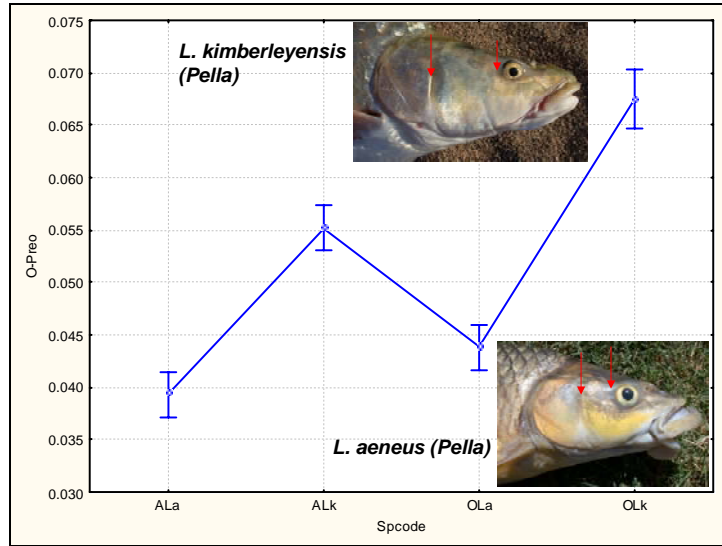 0.075
0.070
0.065
0.060
0.055
0.050
0.045
0.040
0.035
0.030
O-Preo
L. kimberleyensis
(Pella)
L. aeneus (Pella)
ALa
ALk
OLa
OLk
Spcode